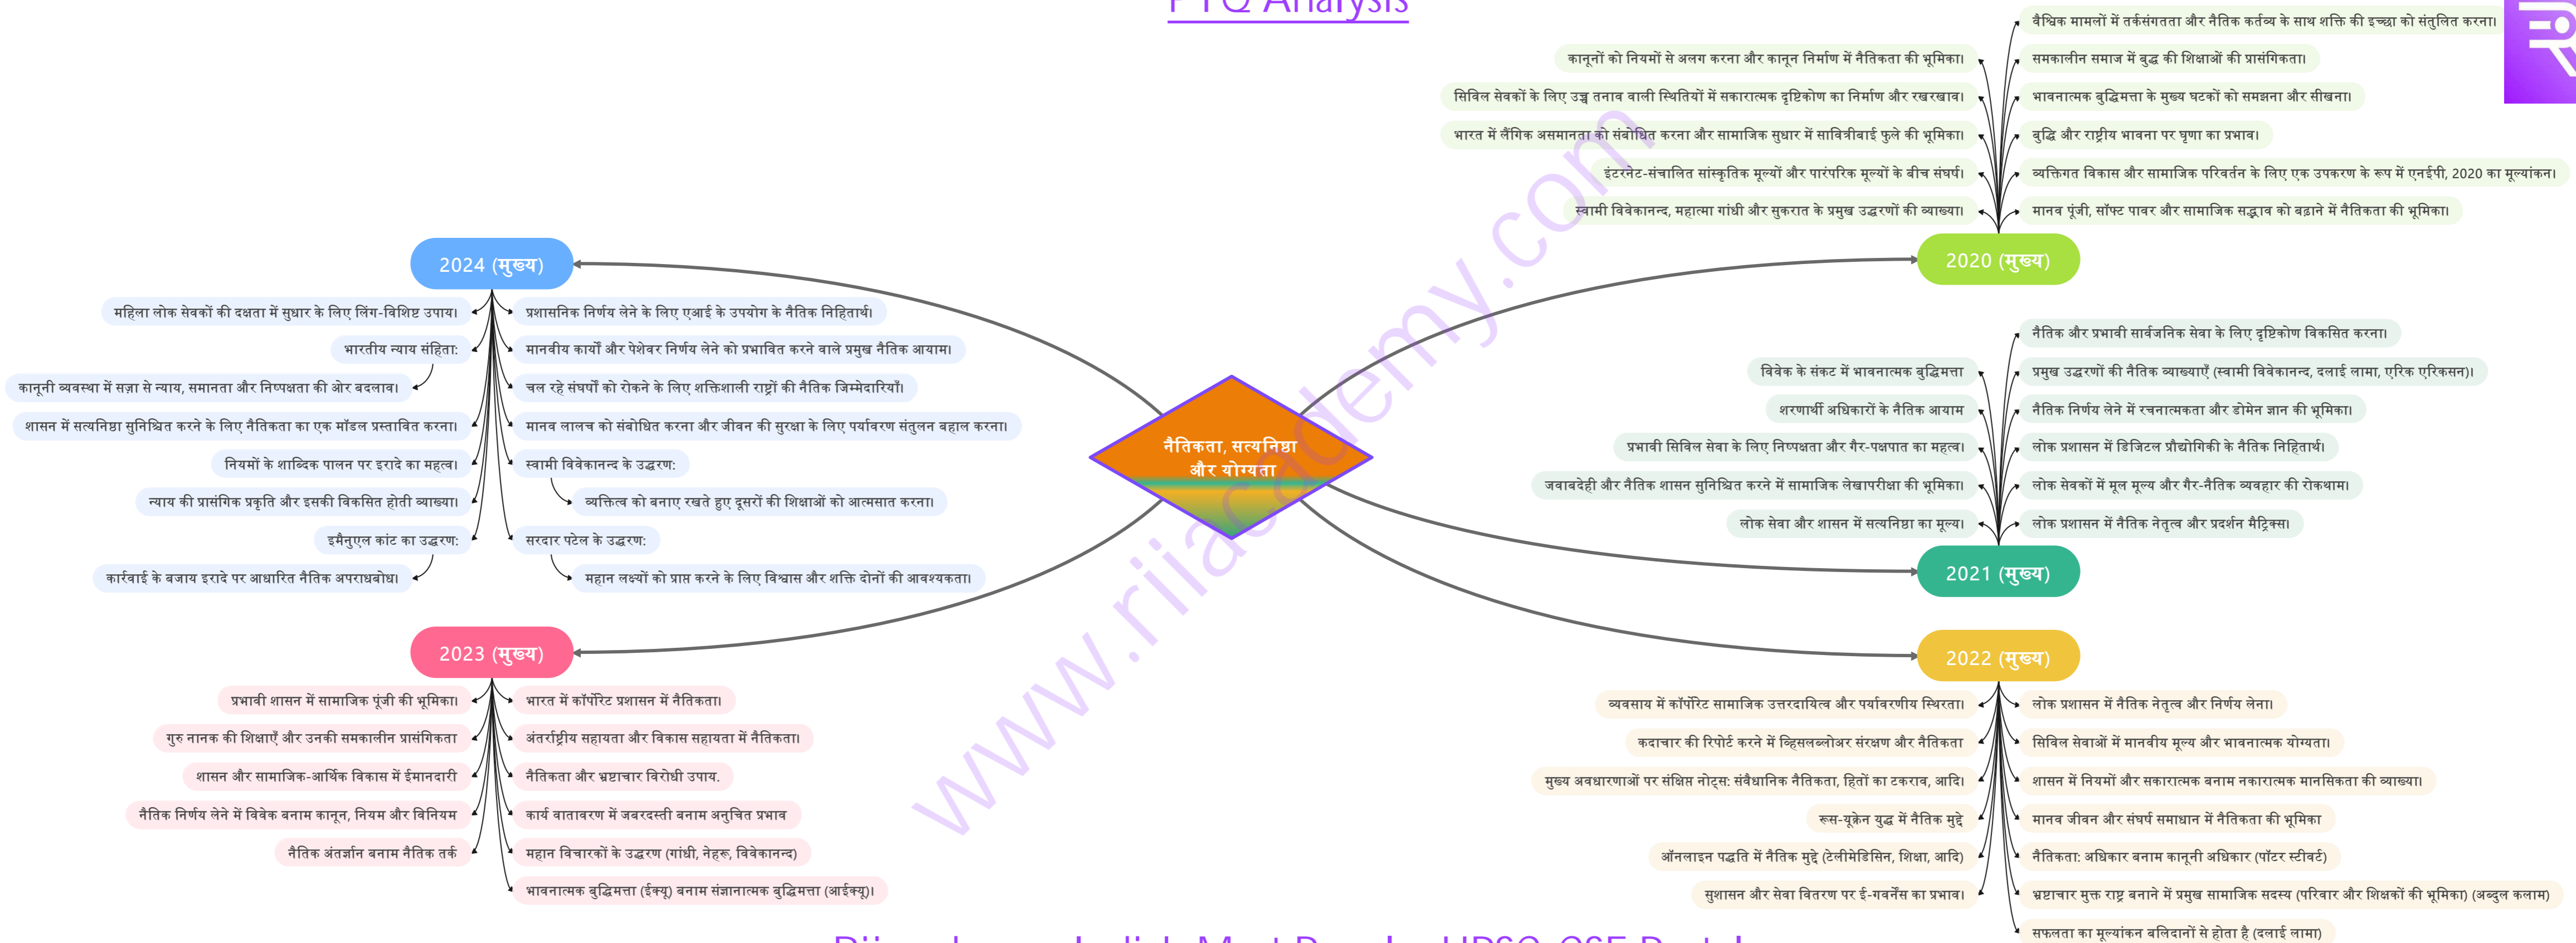 PYQ Analysis
नैतिकता, सत्यनिष्ठा
और योग्यता
2020 (मुख्य)
वैश्विक मामलों में तर्कसंगतता और नैतिक कर्तव्य के साथ शक्ति की इच्छा को संतुलित करना।
समकालीन समाज में बुद्ध की शिक्षाओं की प्रासंगिकता।
भावनात्मक बुद्धिमत्ता के मुख्य घटकों को समझना और सीखना।
बुद्धि और राष्ट्रीय भावना पर घृणा का प्रभाव।
व्यक्तिगत विकास और सामाजिक परिवर्तन के लिए एक उपकरण के रूप में एनईपी, 2020 का मूल्यांकन।
मानव पूंजी, सॉफ्ट पावर और सामाजिक सद्भाव को बढ़ाने में नैतिकता की भूमिका।
कानूनों को नियमों से अलग करना और कानून निर्माण में नैतिकता की भूमिका।
सिविल सेवकों के लिए उच्च तनाव वाली स्थितियों में सकारात्मक दृष्टिकोण का निर्माण और रखरखाव।
भारत में लैंगिक असमानता को संबोधित करना और सामाजिक सुधार में सावित्रीबाई फुले की भूमिका।
इंटरनेट-संचालित सांस्कृतिक मूल्यों और पारंपरिक मूल्यों के बीच संघर्ष।
स्वामी विवेकानन्द, महात्मा गांधी और सुकरात के प्रमुख उद्धरणों की व्याख्या।
2021 (मुख्य)
नैतिक और प्रभावी सार्वजनिक सेवा के लिए दृष्टिकोण विकसित करना।
प्रमुख उद्धरणों की नैतिक व्याख्याएँ (स्वामी विवेकानन्द, दलाई लामा, एरिक एरिकसन)।
नैतिक निर्णय लेने में रचनात्मकता और डोमेन ज्ञान की भूमिका।
लोक प्रशासन में डिजिटल प्रौद्योगिकी के नैतिक निहितार्थ।
लोक सेवकों में मूल मूल्य और गैर-नैतिक व्यवहार की रोकथाम।
लोक प्रशासन में नैतिक नेतृत्व और प्रदर्शन मैट्रिक्स।
विवेक के संकट में भावनात्मक बुद्धिमत्ता
शरणार्थी अधिकारों के नैतिक आयाम
प्रभावी सिविल सेवा के लिए निष्पक्षता और गैर-पक्षपात का महत्व।
जवाबदेही और नैतिक शासन सुनिश्चित करने में सामाजिक लेखापरीक्षा की भूमिका।
लोक सेवा और शासन में सत्यनिष्ठा का मूल्य।
2022 (मुख्य)
लोक प्रशासन में नैतिक नेतृत्व और निर्णय लेना।
सिविल सेवाओं में मानवीय मूल्य और भावनात्मक योग्यता।
शासन में नियमों और सकारात्मक बनाम नकारात्मक मानसिकता की व्याख्या।
मानव जीवन और संघर्ष समाधान में नैतिकता की भूमिका
नैतिकता: अधिकार बनाम कानूनी अधिकार (पॉटर स्टीवर्ट)
भ्रष्टाचार मुक्त राष्ट्र बनाने में प्रमुख सामाजिक सदस्य (परिवार और शिक्षकों की भूमिका) (अब्दुल कलाम)
सफलता का मूल्यांकन बलिदानों से होता है (दलाई लामा)
व्यवसाय में कॉर्पोरेट सामाजिक उत्तरदायित्व और पर्यावरणीय स्थिरता।
कदाचार की रिपोर्ट करने में व्हिसलब्लोअर संरक्षण और नैतिकता
मुख्य अवधारणाओं पर संक्षिप्त नोट्स: संवैधानिक नैतिकता, हितों का टकराव, आदि।
रूस-यूक्रेन युद्ध में नैतिक मुद्दे
ऑनलाइन पद्धति में नैतिक मुद्दे (टेलीमेडिसिन, शिक्षा, आदि)
सुशासन और सेवा वितरण पर ई-गवर्नेंस का प्रभाव।
2023 (मुख्य)
भारत में कॉर्पोरेट प्रशासन में नैतिकता।
अंतर्राष्ट्रीय सहायता और विकास सहायता में नैतिकता।
नैतिकता और भ्रष्टाचार विरोधी उपाय.
कार्य वातावरण में जबरदस्ती बनाम अनुचित प्रभाव
महान विचारकों के उद्धरण (गांधी, नेहरू, विवेकानन्द)
भावनात्मक बुद्धिमत्ता (ईक्यू) बनाम संज्ञानात्मक बुद्धिमत्ता (आईक्यू)।
प्रभावी शासन में सामाजिक पूंजी की भूमिका।
गुरु नानक की शिक्षाएँ और उनकी समकालीन प्रासंगिकता
शासन और सामाजिक-आर्थिक विकास में ईमानदारी
नैतिक निर्णय लेने में विवेक बनाम कानून, नियम और विनियम
नैतिक अंतर्ज्ञान बनाम नैतिक तर्क
2024 (मुख्य)
प्रशासनिक निर्णय लेने के लिए एआई के उपयोग के नैतिक निहितार्थ।
मानवीय कार्यों और पेशेवर निर्णय लेने को प्रभावित करने वाले प्रमुख नैतिक आयाम।
चल रहे संघर्षों को रोकने के लिए शक्तिशाली राष्ट्रों की नैतिक जिम्मेदारियाँ।
मानव लालच को संबोधित करना और जीवन की सुरक्षा के लिए पर्यावरण संतुलन बहाल करना।
स्वामी विवेकानन्द के उद्धरण:
व्यक्तित्व को बनाए रखते हुए दूसरों की शिक्षाओं को आत्मसात करना।
सरदार पटेल के उद्धरण:
महान लक्ष्यों को प्राप्त करने के लिए विश्वास और शक्ति दोनों की आवश्यकता।
महिला लोक सेवकों की दक्षता में सुधार के लिए लिंग-विशिष्ट उपाय।
भारतीय न्याय संहिता:
कानूनी व्यवस्था में सज़ा से न्याय, समानता और निष्पक्षता की ओर बदलाव।
शासन में सत्यनिष्ठा सुनिश्चित करने के लिए नैतिकता का एक मॉडल प्रस्तावित करना।
नियमों के शाब्दिक पालन पर इरादे का महत्व।
न्याय की प्रासंगिक प्रकृति और इसकी विकसित होती व्याख्या।
इमैनुएल कांट का उद्धरण:
कार्रवाई के बजाय इरादे पर आधारित नैतिक अपराधबोध।
www.rijacademy.com